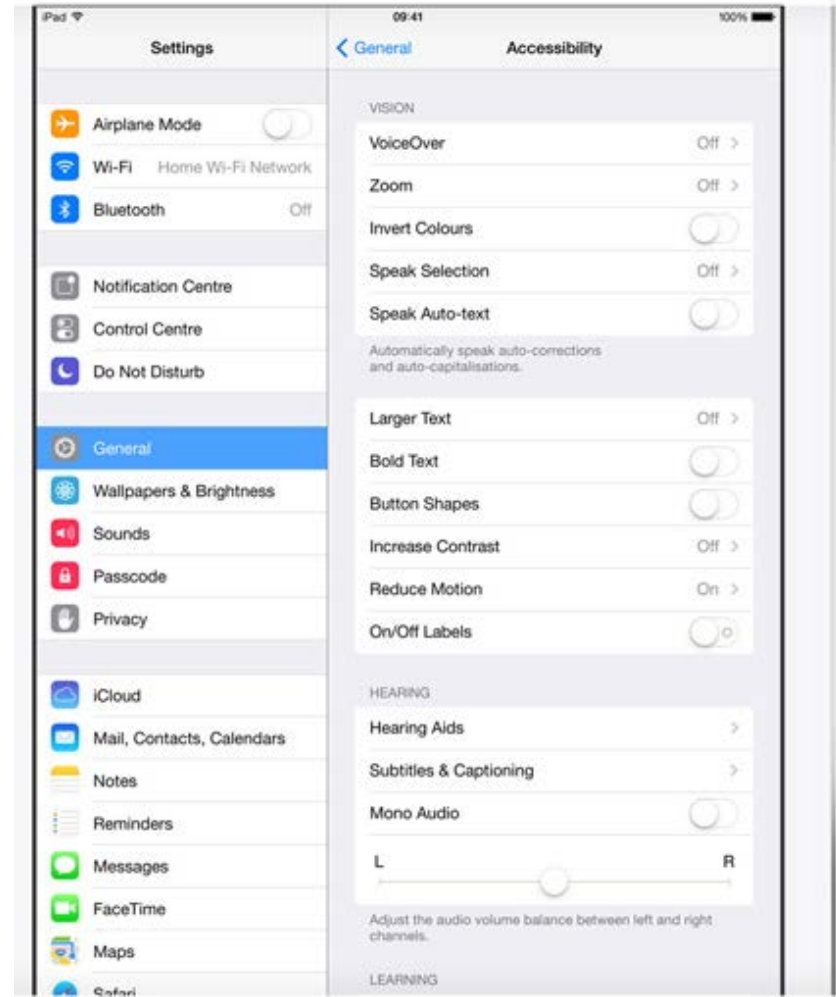 iPad
09:41
100%
Settings
General
Accessibility
Airplane Mode
Wi-Fi Home Wi-Fi Network
Bluetooth Off
Notification Centre
Control Centre
Do Not Disturb
General
Wallpapers & Brightness
Sounds
Passcode
Privacy
iCloud
Mail, Contacts, Calendars
Notes
Reminders
Messages
FaceTime
Maps
Safari
VISION
VoiceOver Off
Zoom Off
Invert Colours
Speak Selection Off
Speak Auto-text
Automatically speak auto-corrections
and auto-capitalisations.
Larger Text Off
Bold Text
Button Shapes
Increase Contrast Off
Reduce Motion On
On/Off Labels
HEARING
Hearing Aids
Subtitles & Captioning
Mono Audio
L R
Adjust the audio volume balance between left and right
channels.
LEARNING